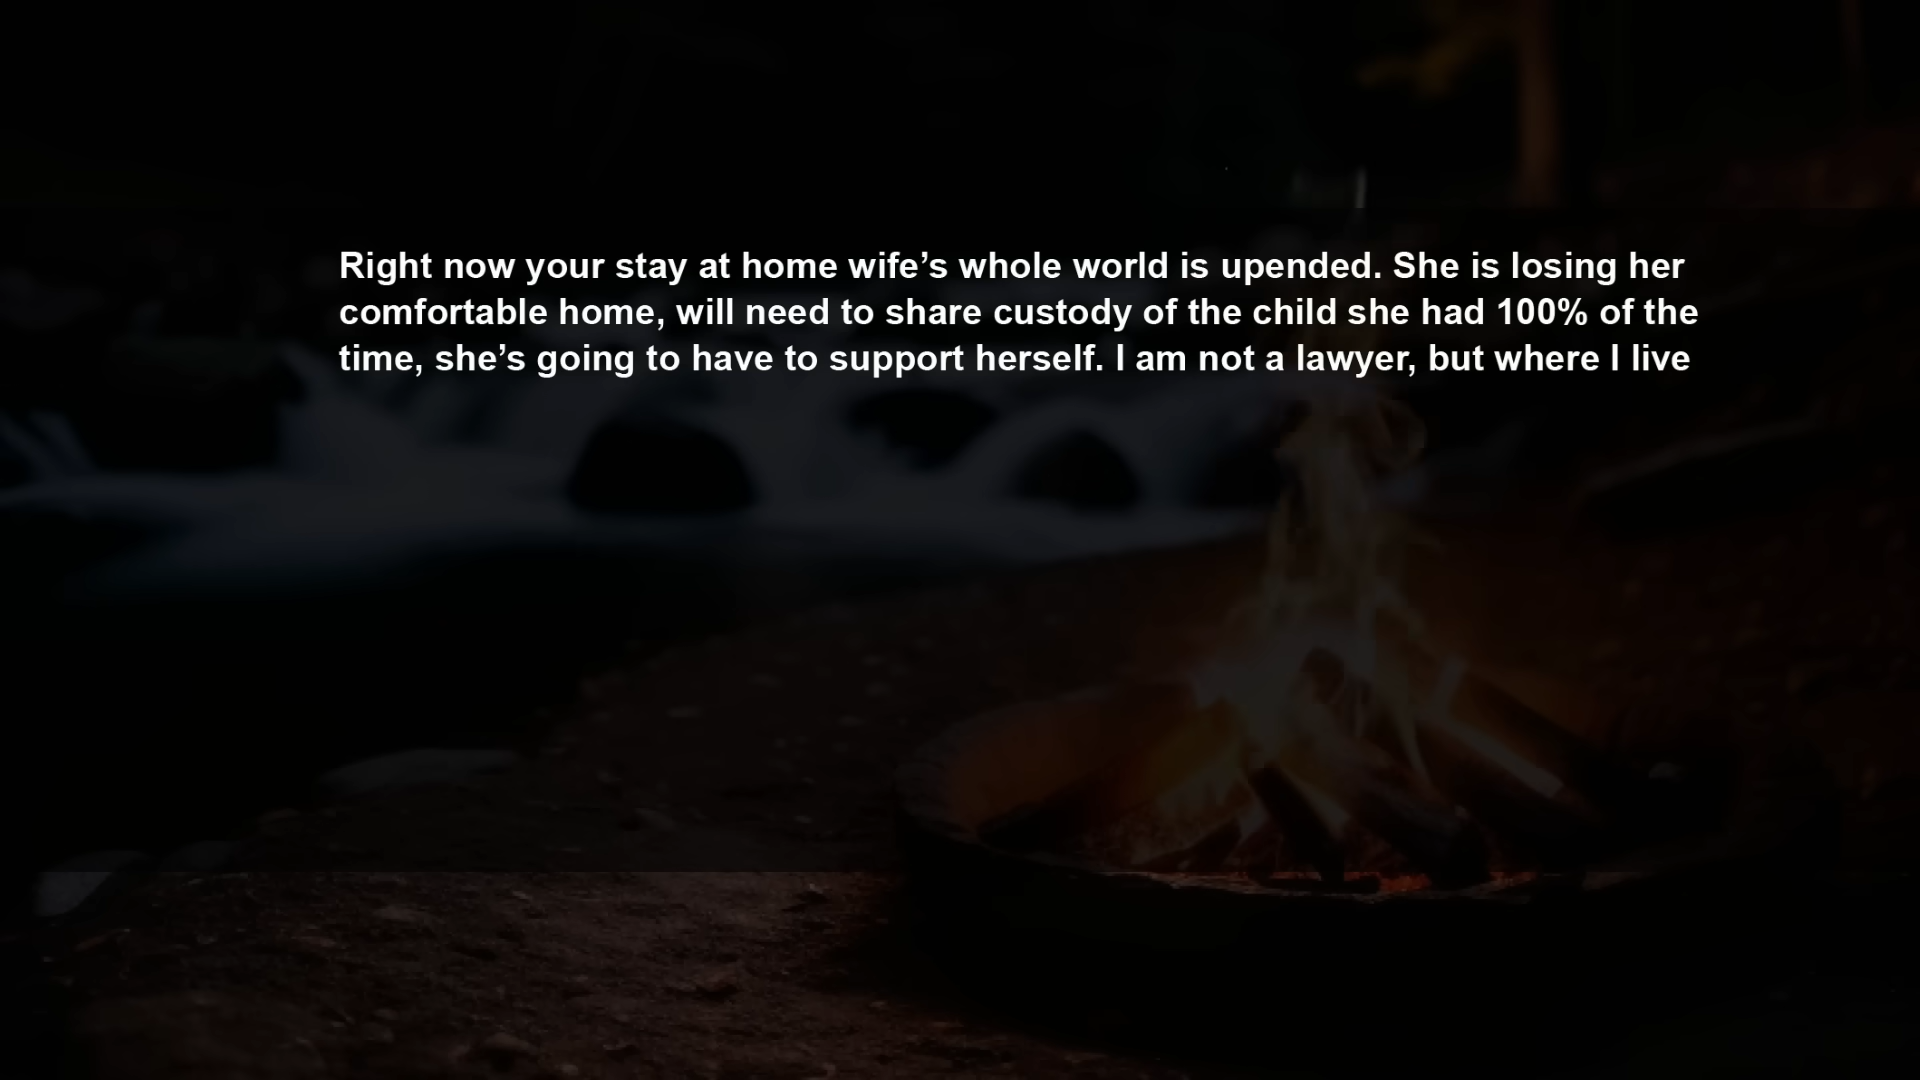 Right now your stay at home wife’s whole world is upended. She is losing her
comfortable home, will need to share custody of the child she had 100% of the
time, she’s going to have to support herself. I am not a lawyer, but where I live